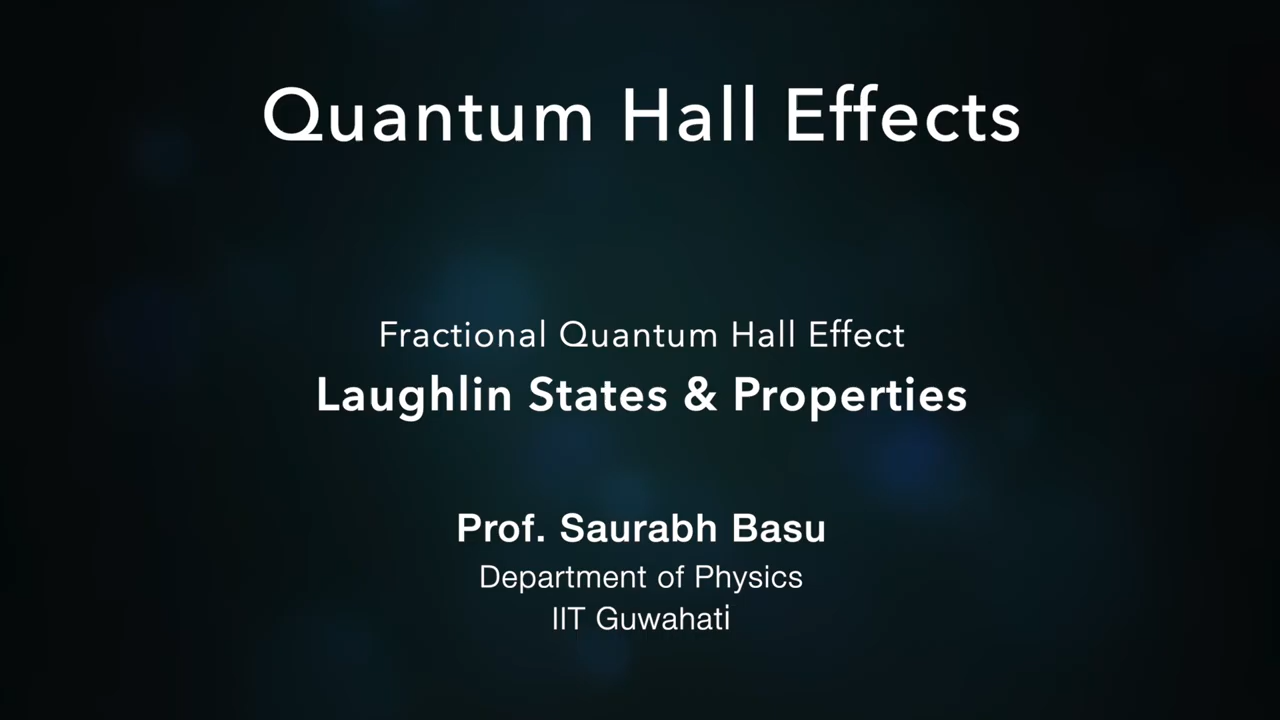 Quantum Hall Effects
Fractional Quantum Hall Effect
Laughlin States & Properties
Prof. Saurabh Basu
Department of Physics
IIT Guwahati